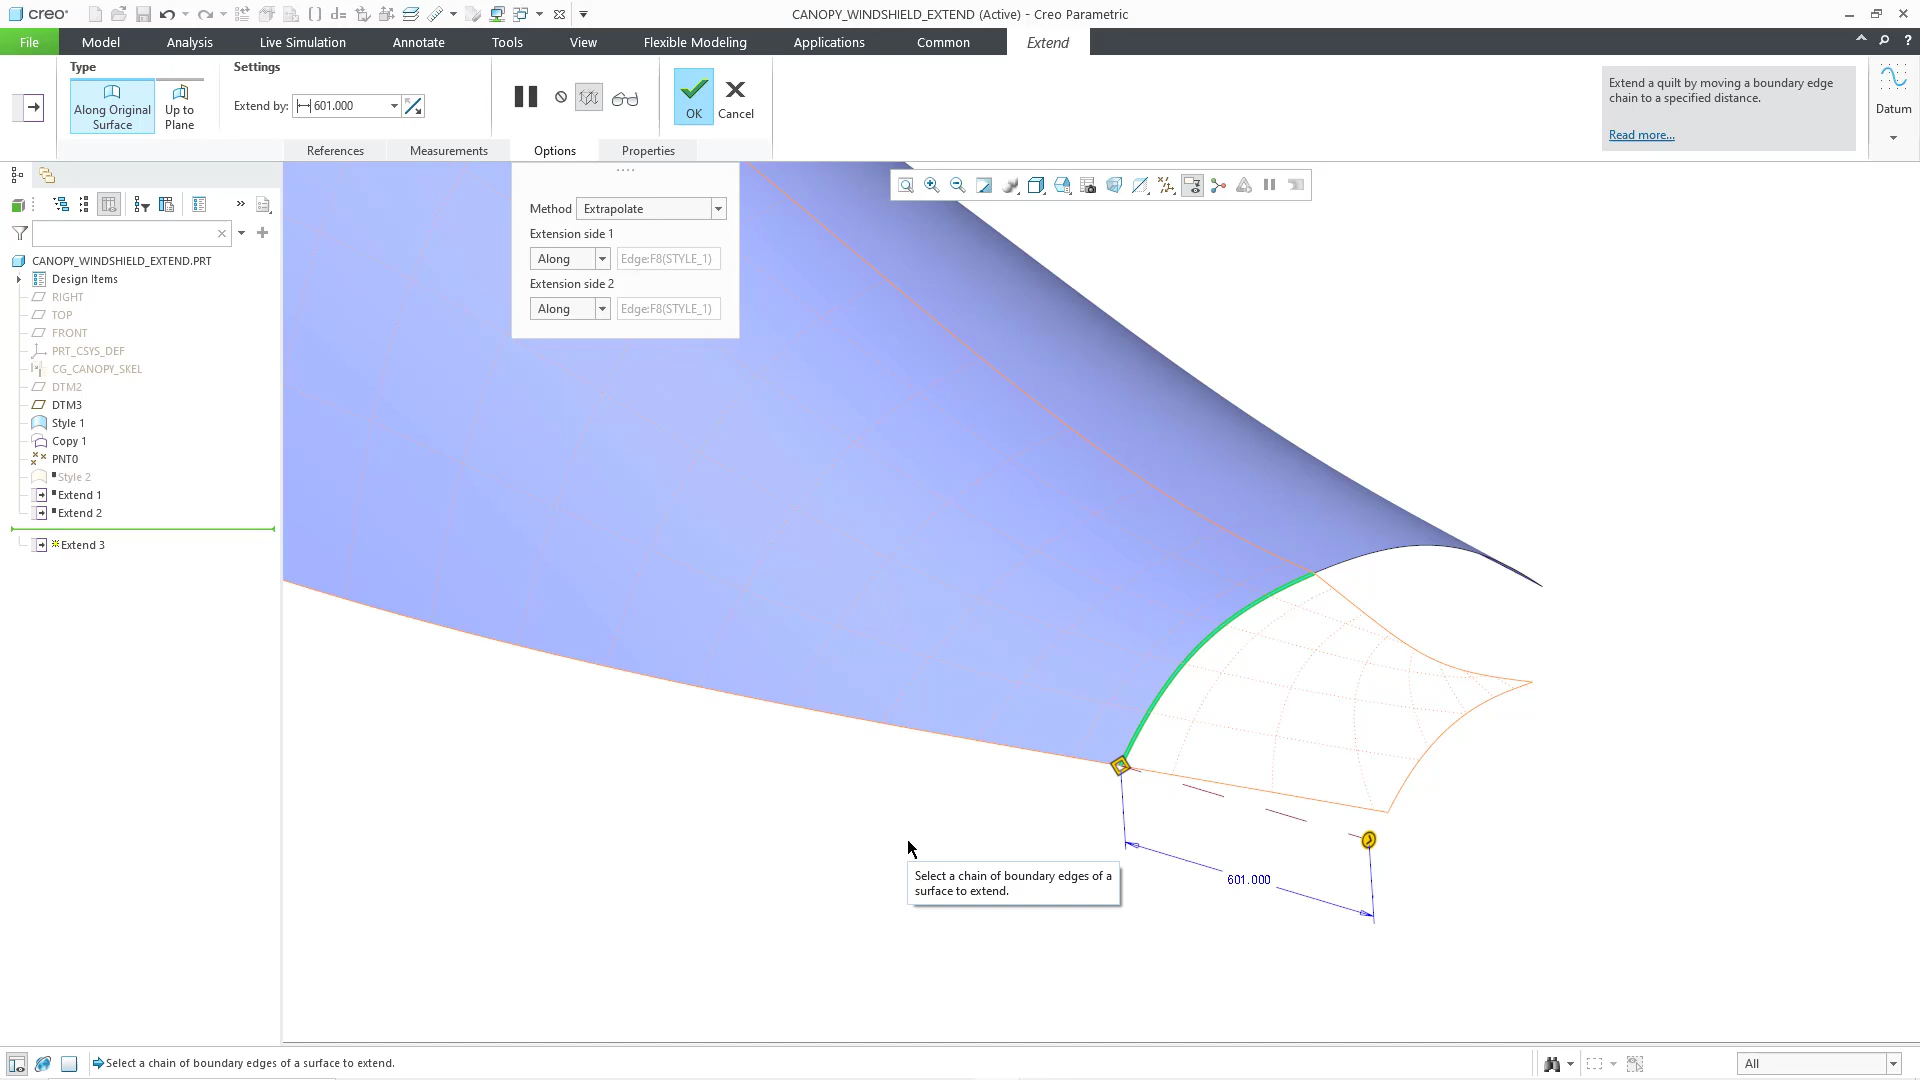 creo
CANOPY_WINDSHIELD_EXTEND (Active) - Creo Parametric
File
Model
Analysis
Live Simulation
Annotate
Tools
View
Flexible Modeling
Applications
Common
Extend
Type
Settings
Along Original
Surface
Up to
Plane
Extend by:
601.000
OK
Cancel
Extend a quilt by moving a boundary edge
chain to a specified distance.
Read more...
Datum
References
Measurements
Options
Properties
Method
Extrapolate
Extension side 1
Along
Edge:F8(STYLE_1)
Extension side 2
Along
Edge:F8(STYLE_1)
CANOPY_WINDSHIELD_EXTEND.PRT
Design Items
RIGHT
TOP
FRONT
PRT_CSYS_DEF
CG_CANOPY_SKEL
DTM2
DTM3
Style 1
Copy 1
PNT0
Style 2
Extend 1
Extend 2
Extend 3
601.000
Select a chain of boundary edges of a
surface to extend.
Select a chain of boundary edges of a surface to extend.
All